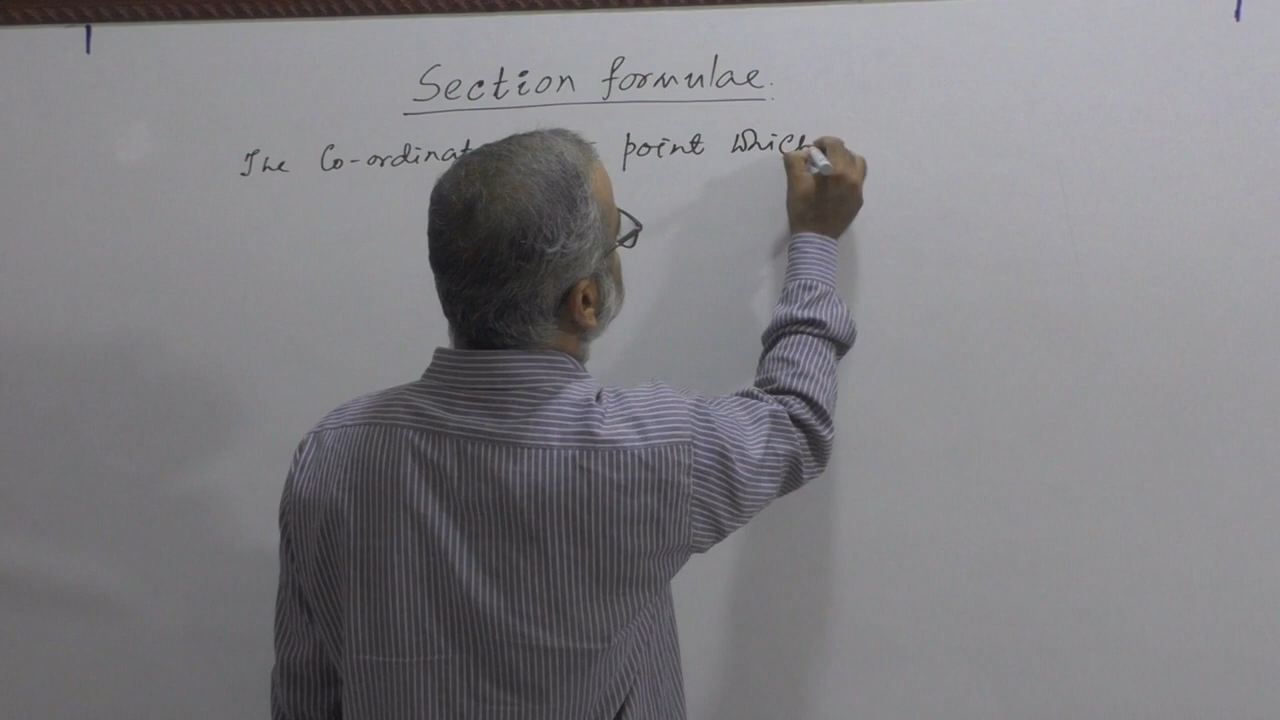 Section formulae.
The Co-ordinat point which